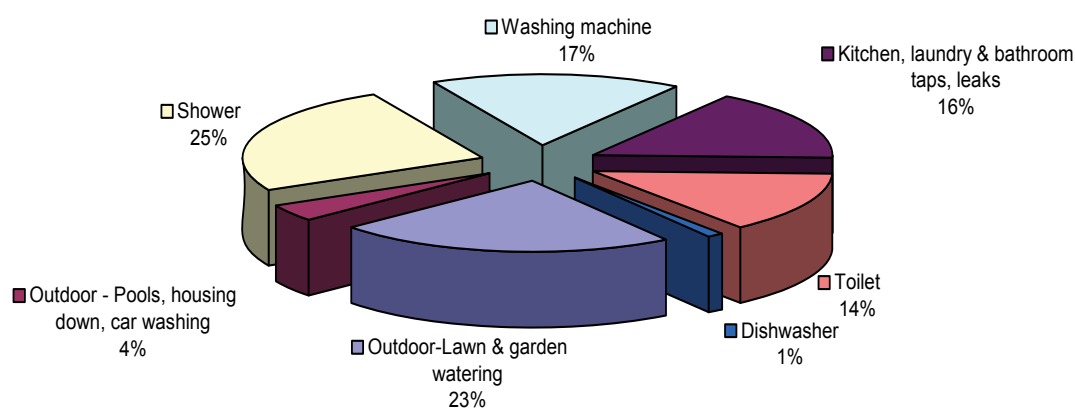 Washing machine
17%
Kitchen, laundry & bathroom
taps, leaks
16%
Shower
25%
Toilet
14%
Outdoor - Pools, housing
down, car washing
4%
Dishwasher
1%
Outdoor-Lawn & garden
watering
23%